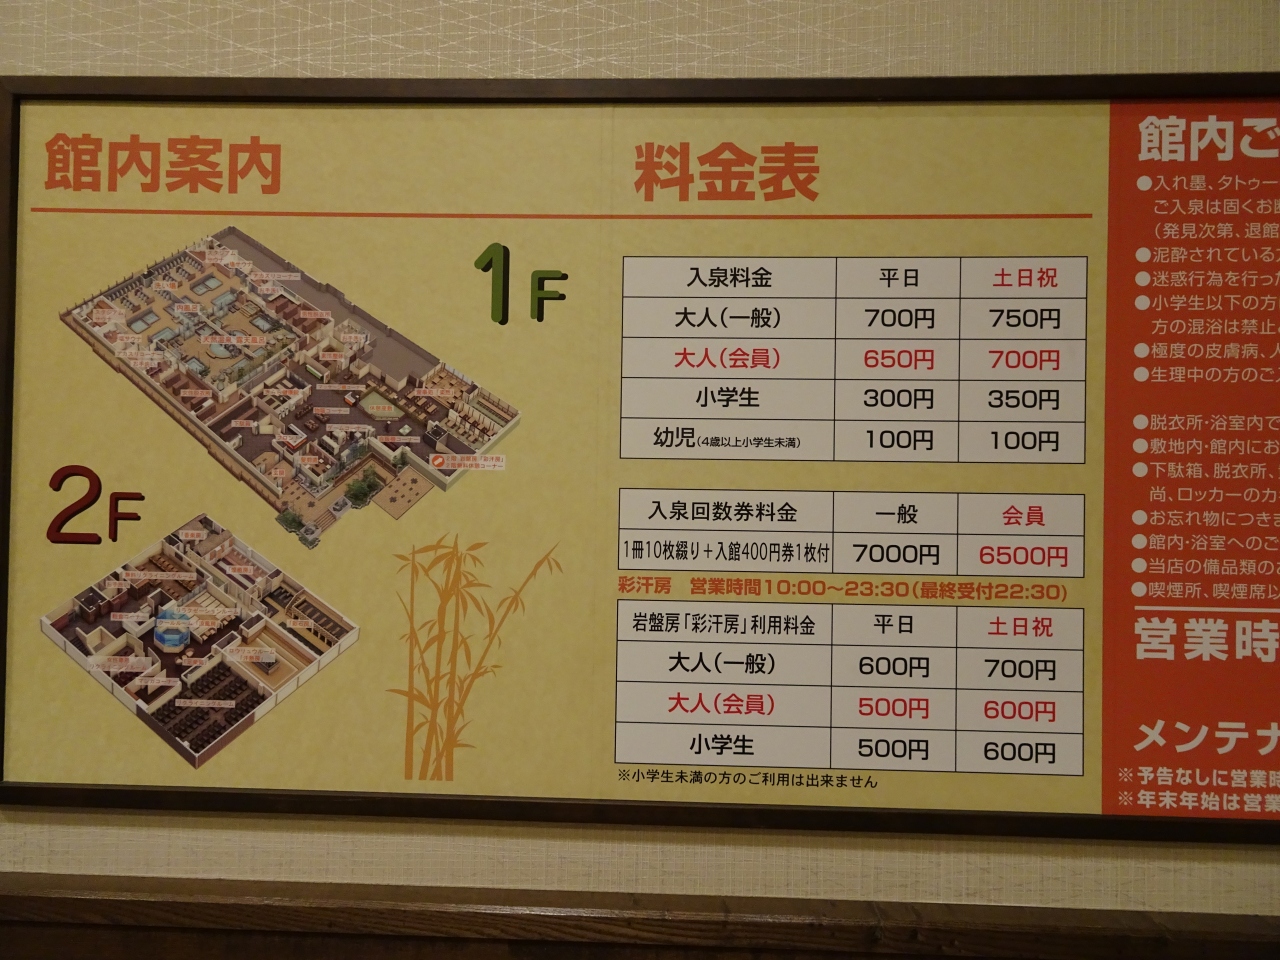 館内案内
1F
2F
料金表
入泉料金 平日 土日祝
大人(一般) 700円 750円
大人(会員) 650円 700円
小学生 300円 350円
幼児(4歳以上小学生未満) 100円 100円
入泉回数券料金 一般 会員
1冊10枚綴り+入館400円券1枚付 7000円 6500円
彩汗房 営業時間10:00〜23:30(最終受付22:30)
岩盤房「彩汗房」利用料金 平日 土日祝
大人(一般) 600円 700円
大人(会員) 500円 600円
小学生 500円 600円
※小学生未満の方のご利用は出来ません
館内ご
●入れ墨、タトゥー
ご入泉は固くお
(発見次第、退館
●泥酔されている
●迷惑行為を行っ
●小学生以下の方
方の混浴は禁止
●極度の皮膚病、
●生理中の方のご
●脱衣所・浴室内で
●敷地内・館内にお
●下駄箱、脱衣所、
尚、ロッカーのカ
●お忘れ物につきま
●館内・浴室へのご
●当店の備品類の
●喫煙所、喫煙席以
営業時
メンテナ
※予告なしに営業時
※年末年始は営業